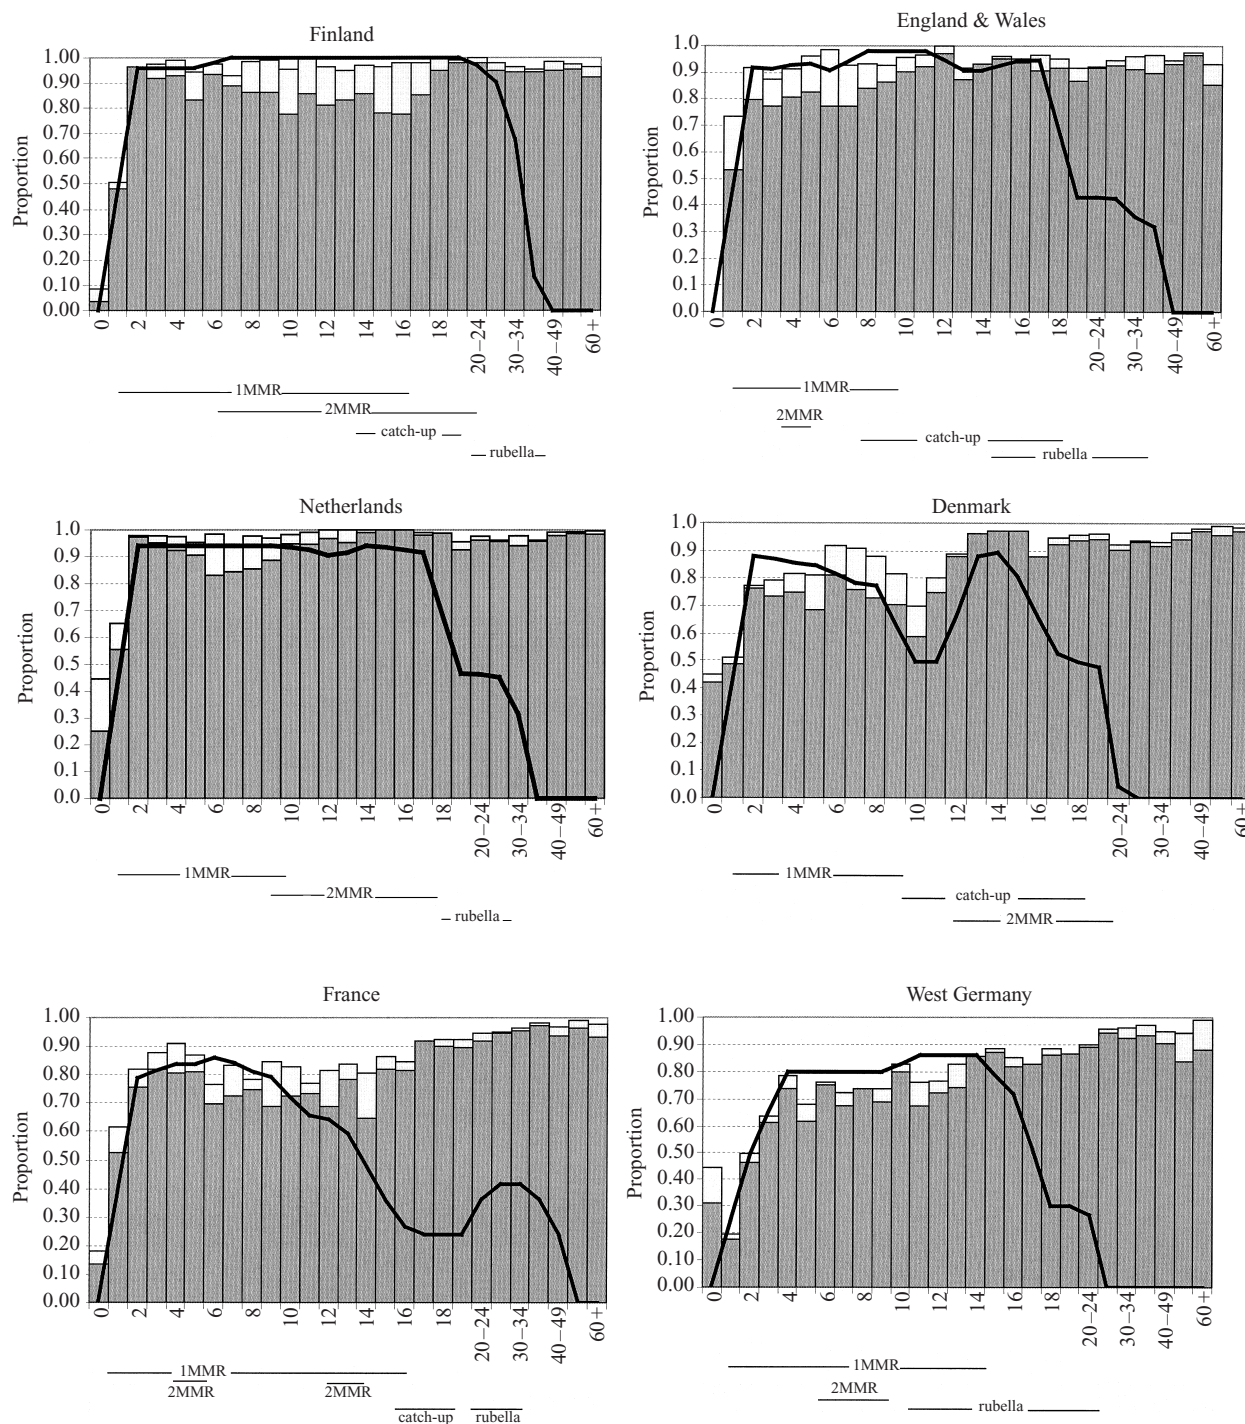 Finland
Proportion
1.00
0.90
0.80
0.70
0.60
0.50
0.40
0.30
0.20
0.10
0.00
0 2 4 6 8 10 12 14 16 18 20–24 30–34 40–49 60+
1MMR
2MMR
catch-up
rubella
England & Wales
Proportion
1.0
0.9
0.8
0.7
0.6
0.5
0.4
0.3
0.2
0.1
0.0
0 2 4 6 8 10 12 14 16 18 20–24 30–34 40–49 60+
1MMR
2MMR
catch-up
rubella
Netherlands
Proportion
1.0
0.9
0.8
0.7
0.6
0.5
0.4
0.3
0.2
0.1
0.0
0 2 4 6 8 10 12 14 16 18 20–24 30–34 40–49 60+
1MMR
2MMR
rubella
Denmark
Proportion
1.0
0.9
0.8
0.7
0.6
0.5
0.4
0.3
0.2
0.1
0.0
0 2 4 6 8 10 12 14 16 18 20–24 30–34 40–49 60+
1MMR
catch-up
2MMR
France
Proportion
1.00
0.90
0.80
0.70
0.60
0.50
0.40
0.30
0.20
0.10
0.00
0 2 4 6 8 10 12 14 16 18 20–24 30–34 40–49 60+
1MMR
2MMR 2MMR
catch-up rubella
West Germany
Proportion
1.00
0.90
0.80
0.70
0.60
0.50
0.40
0.30
0.20
0.10
0.00
0 2 4 6 8 10 12 14 16 18 20–24 30–34 40–49 60+
1MMR
2MMR
rubella